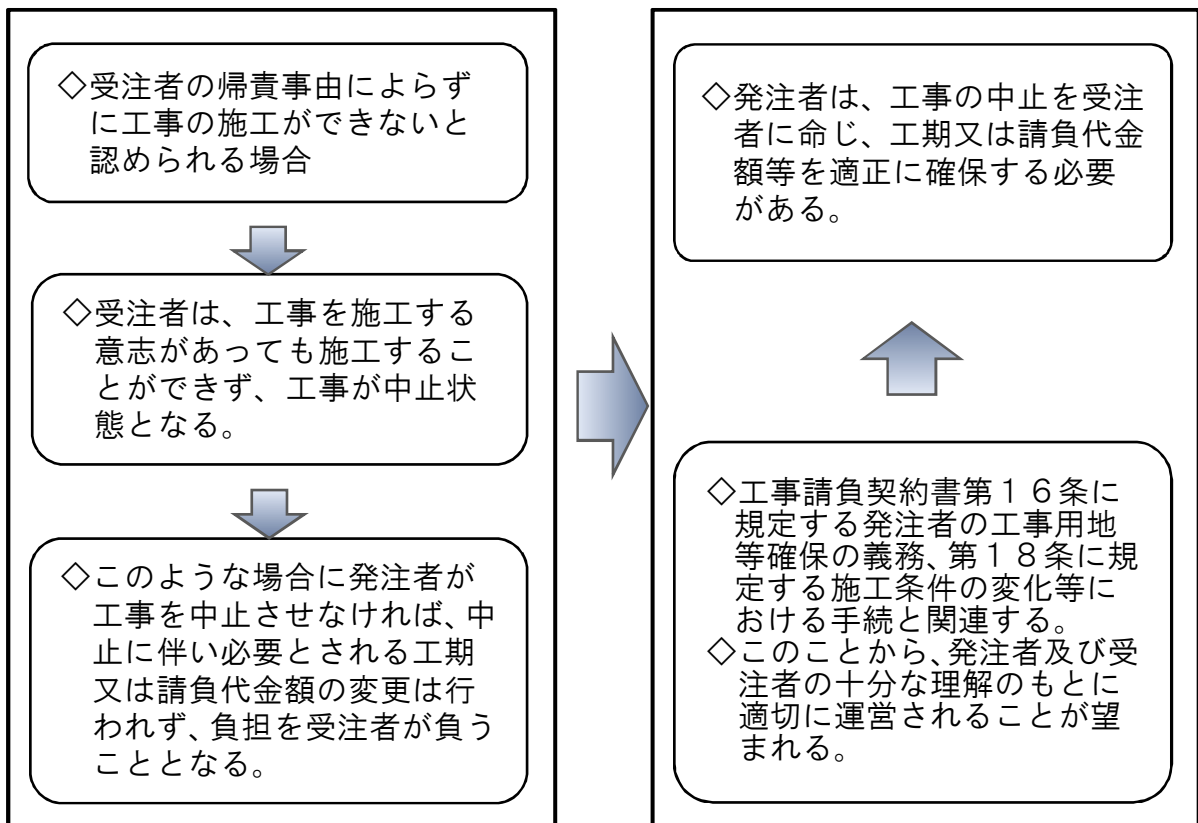 ◇受注者の帰責事由によらず
に工事の施工ができないと
認められる場合
◇受注者は、工事を施工する
意志があっても施工するこ
とができず、工事が中止状
態となる。
◇このような場合に発注者が
工事を中止させなければ、中
止に伴い必要とされる工期
又は請負代金額の変更は行
われず、負担を受注者が負う
こととなる。
◇発注者は、工事の中止を受注
者に命じ、工期又は請負代金
額等を適正に確保する必要
がある。
◇工事請負契約書第１６条に
規定する発注者の工事用地
等確保の義務、第１８条に規
定する施工条件の変化等に
おける手続と関連する。
◇このことから、発注者及び受
注者の十分な理解のもとに
適切に運営されることが望
まれる。